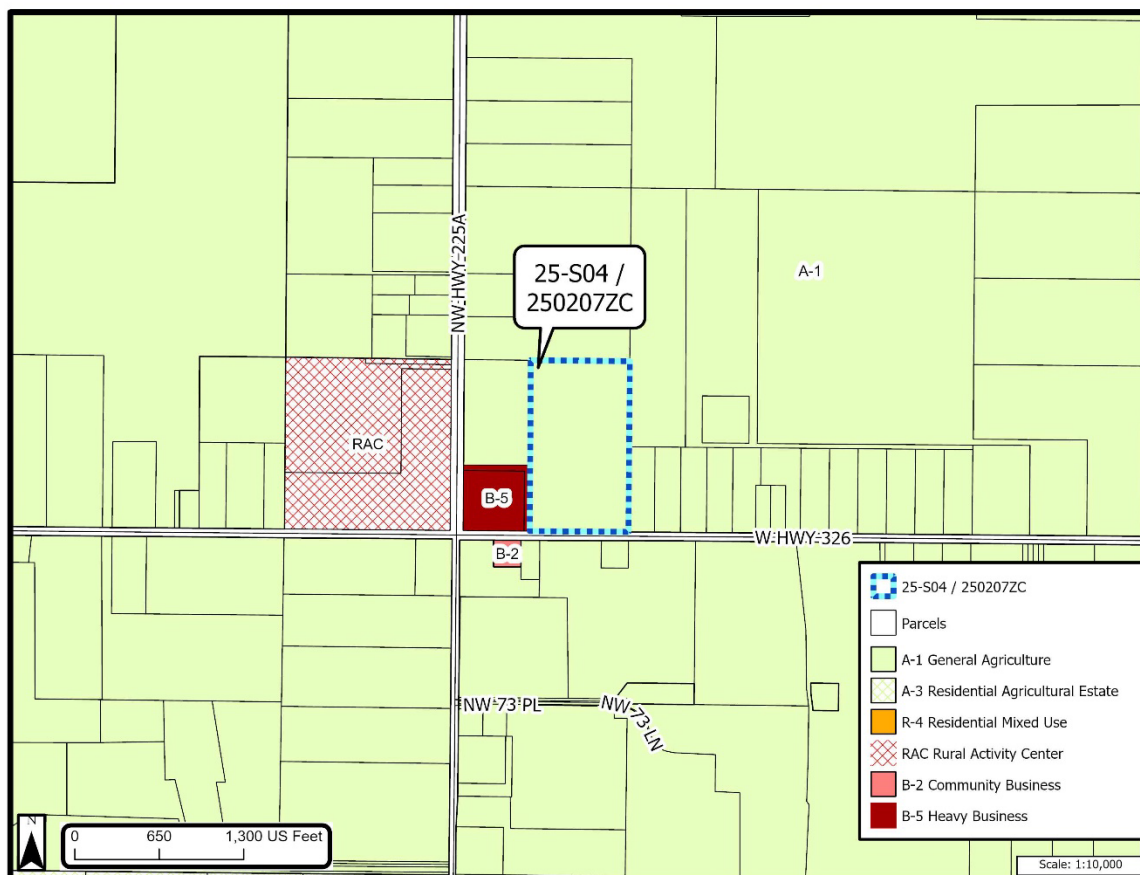 NW HWY 225A
A-1
25-S04 /
250207ZC
RAC
B-5
W HWY 326
B-2
NW 73 PL
NW 73 LN
25-S04 / 250207ZC
Parcels
A-1 General Agriculture
A-3 Residential Agricultural Estate
R-4 Residential Mixed Use
RAC Rural Activity Center
B-2 Community Business
B-5 Heavy Business
N
0 650 1,300 US Feet
Scale: 1:10,000